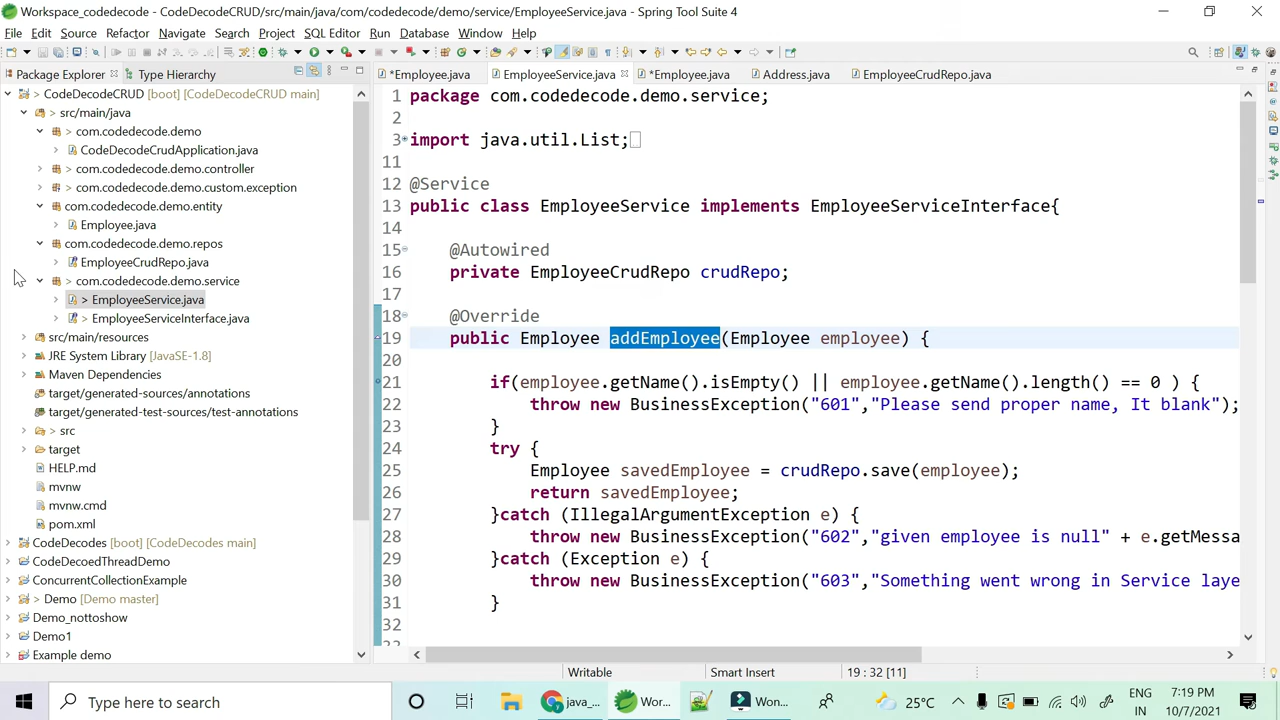 Workspace_codedecode - CodeDecodeCRUD/src/main/java/com/codedecode/demo/service/EmployeeService.java - Spring Tool Suite 4
File Edit Source Refactor Navigate Search Project SQL Editor Run Database Window Help
Package Explorer Type Hierarchy
*Employee.java EmployeeService.java *Employee.java Address.java EmployeeCrudRepo.java
> CodeDecodeCRUD [boot] [CodeDecodeCRUD main]
> src/main/java
> com.codedecode.demo
CodeDecodeCrudApplication.java
> com.codedecode.demo.controller
> com.codedecode.demo.custom.exception
com.codedecode.demo.entity
Employee.java
com.codedecode.demo.repos
EmployeeCrudRepo.java
> com.codedecode.demo.service
> EmployeeService.java
> EmployeeServiceInterface.java
src/main/resources
JRE System Library [JavaSE-1.8]
Maven Dependencies
target/generated-sources/annotations
target/generated-test-sources/test-annotations
> src
target
HELP.md
mvnw
mvnw.cmd
pom.xml
CodeDecodes [boot] [CodeDecodes main]
CodeDecoedThreadDemo
ConcurrentCollectionExample
> Demo [Demo master]
Demo_nottoshow
Demo1
Example demo
1 package com.codedecode.demo.service;
2
3 import java.util.List;
11
12 @Service
13 public class EmployeeService implements EmployeeServiceInterface{
14
15 @Autowired
16 private EmployeeCrudRepo crudRepo;
17
18 @Override
19 public Employee addEmployee(Employee employee) {
20
21 if(employee.getName().isEmpty() || employee.getName().length() == 0 ) {
22 throw new BusinessException("601","Please send proper name, It blank");
23 }
24 try {
25 Employee savedEmployee = crudRepo.save(employee);
26 return savedEmployee;
27 }catch (IllegalArgumentException e) {
28 throw new BusinessException("602","given employee is null" + e.getMessa
29 }catch (Exception e) {
30 throw new BusinessException("603","Something went wrong in Service laye
31 }
32
Writable Smart Insert 19 : 32 [11]
Type here to search
java_... Wor... Won...
25°C
ENG
IN
7:19 PM
10/7/2021